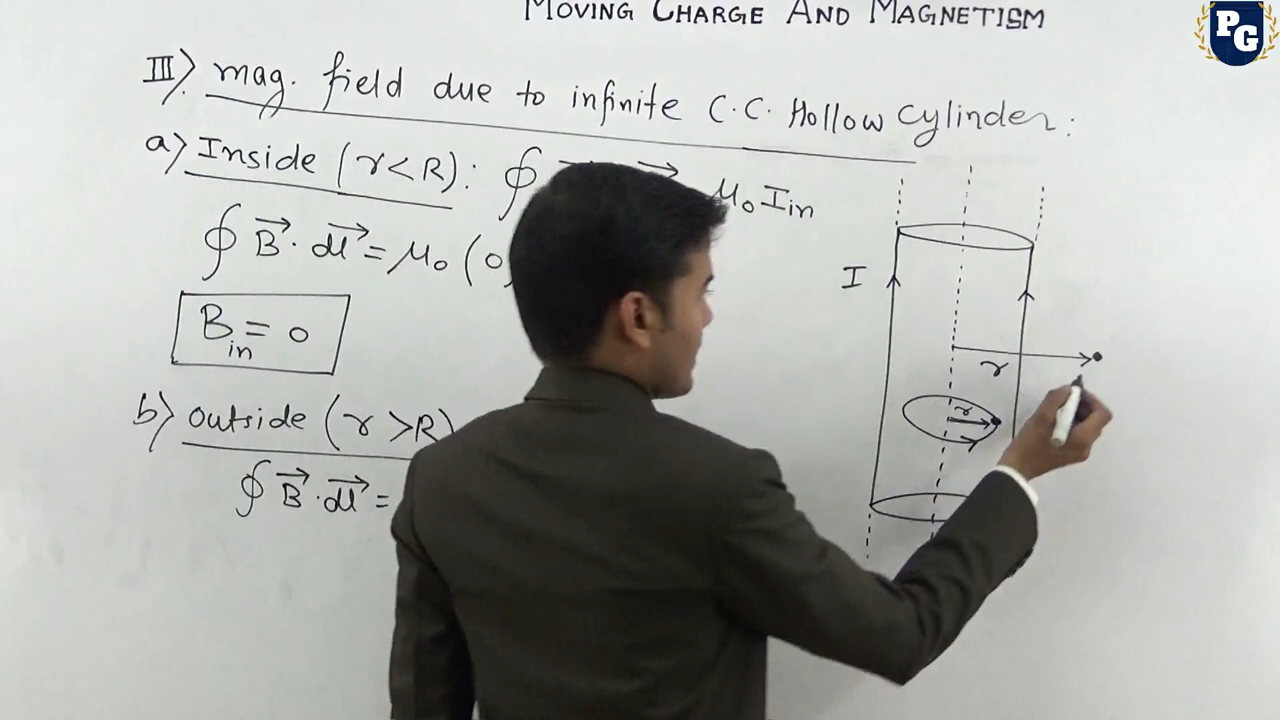 MOVING CHARGE AND MAGNETISM
PG
III) mag. field due to infinite C.C. Hollow cylinder:
a) Inside (r<R): ∮ μ₀ I in
∮ B⃗ · dl⃗ = μ₀ (0
B in = 0
b) outside (r>R)
∮ B⃗ · dl⃗ =
I
r
r